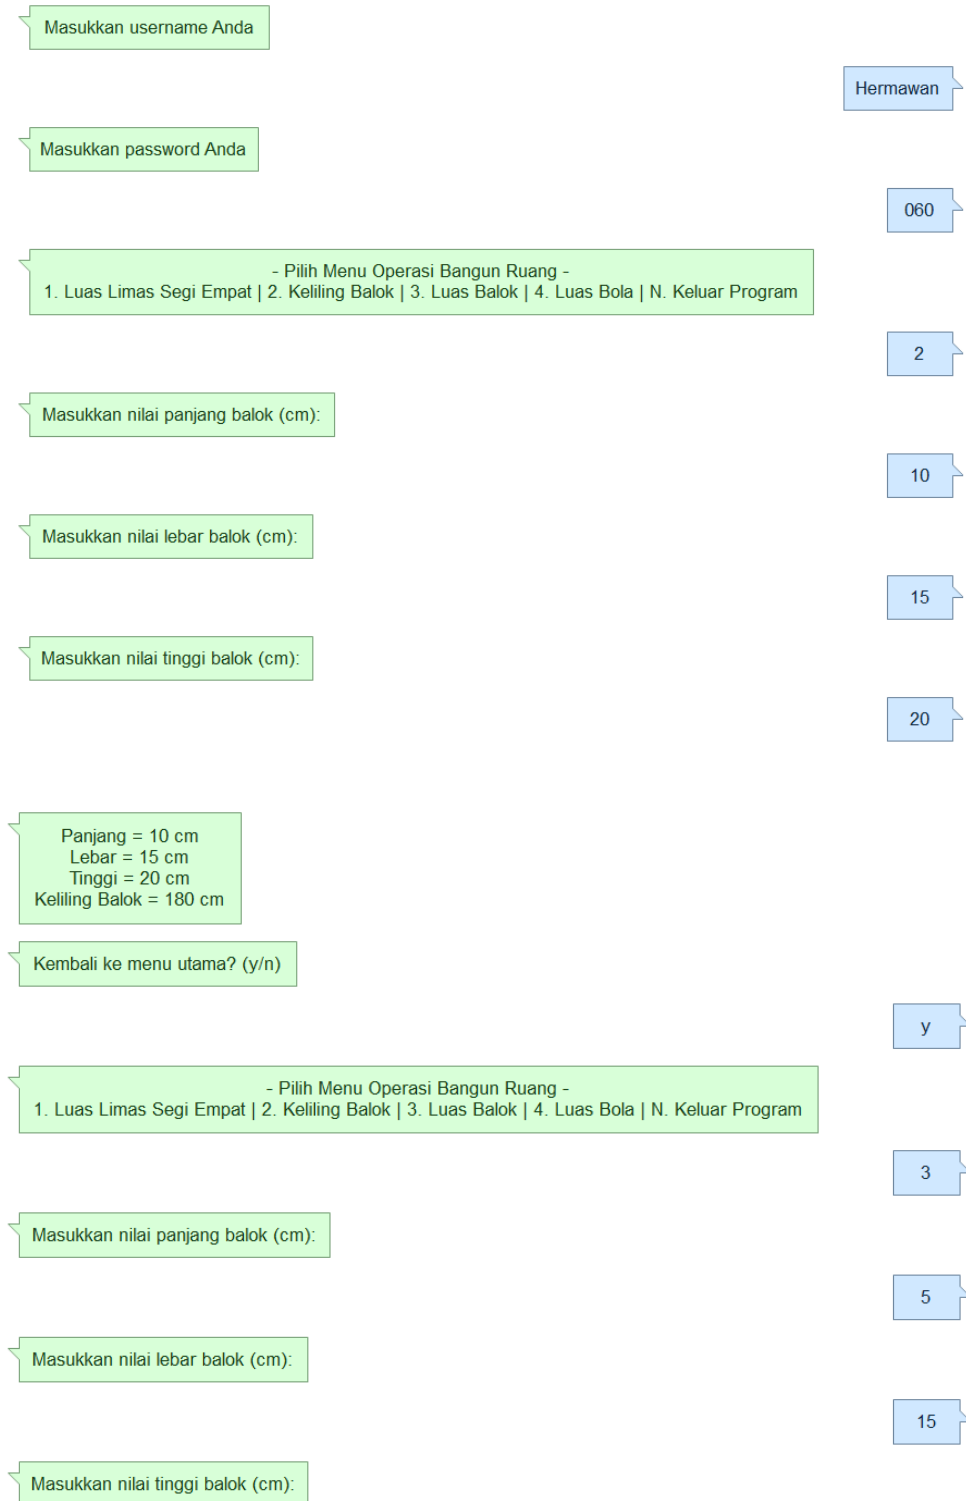 Masukkan username Anda
Hermawan
Masukkan password Anda
060
- Pilih Menu Operasi Bangun Ruang -
1. Luas Limas Segi Empat | 2. Keliling Balok | 3. Luas Balok | 4. Luas Bola | N. Keluar Program
2
Masukkan nilai panjang balok (cm):
10
Masukkan nilai lebar balok (cm):
15
Masukkan nilai tinggi balok (cm):
20
Panjang = 10 cm
Lebar = 15 cm
Tinggi = 20 cm
Keliling Balok = 180 cm
Kembali ke menu utama? (y/n)
y
- Pilih Menu Operasi Bangun Ruang -
1. Luas Limas Segi Empat | 2. Keliling Balok | 3. Luas Balok | 4. Luas Bola | N. Keluar Program
3
Masukkan nilai panjang balok (cm):
5
Masukkan nilai lebar balok (cm):
15
Masukkan nilai tinggi balok (cm):